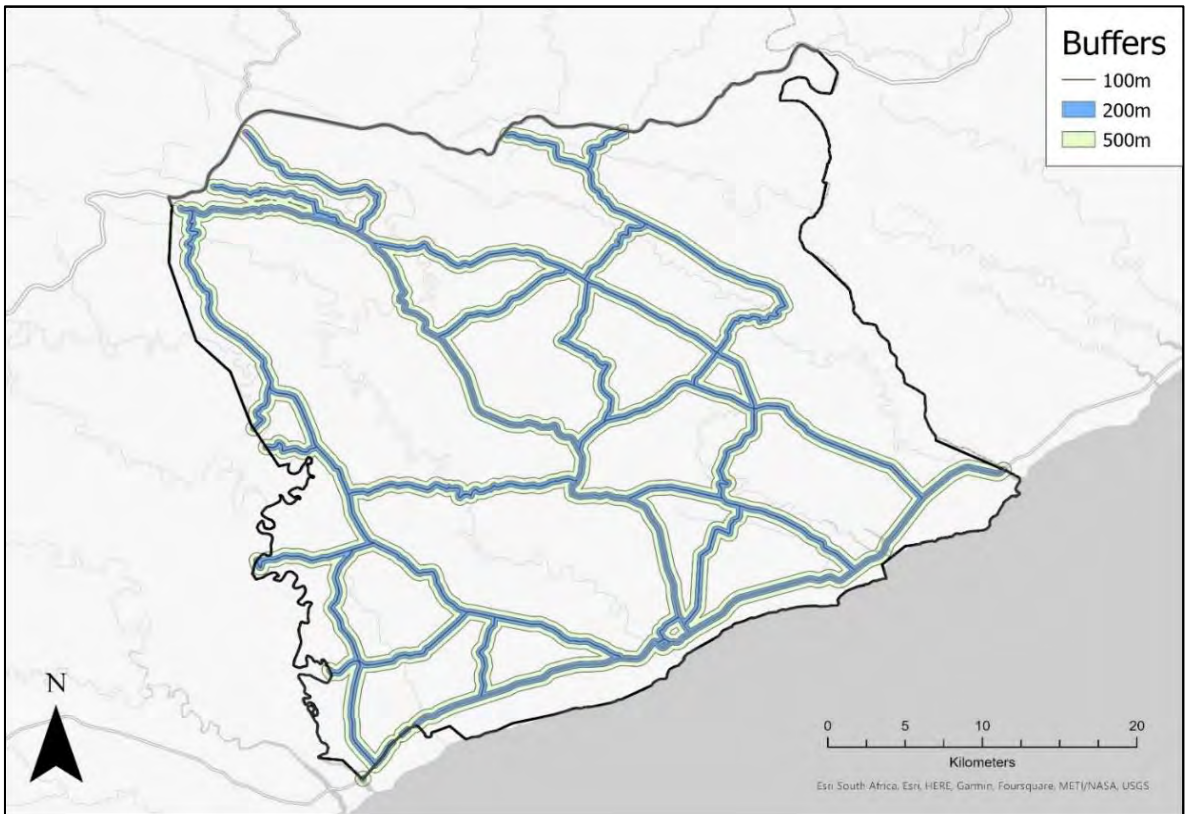 Buffers
100m
200m
500m
N
0 5 10 20
Kilometers
Esri South Africa, Esri, HERE, Garmin, Foursquare, METI/NASA, USGS